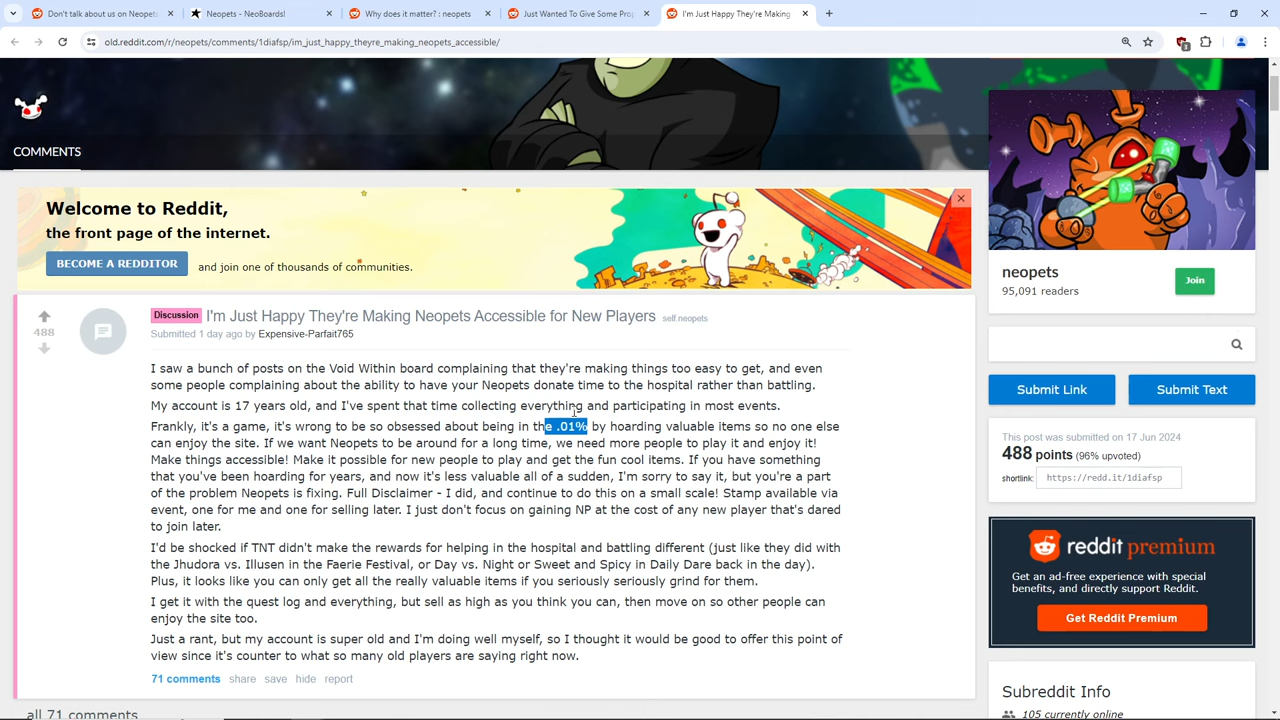 Don't talk about us on Neopets
Neopets - NeoBoards!
Why does it matter? : neopets
Just Wanted To Give Some Pro
I'm Just Happy They're Making
old.reddit.com/r/neopets/comments/1diafsp/im_just_happy_theyre_making_neopets_accessible/
COMMENTS
Welcome to Reddit,
the front page of the internet.
BECOME A REDDITOR and join one of thousands of communities.
488
Discussion I'm Just Happy They're Making Neopets Accessible for New Players self.neopets
Submitted 1 day ago by Expensive-Parfait765
I saw a bunch of posts on the Void Within board complaining that they're making things too easy to get, and even
some people complaining about the ability to have your Neopets donate time to the hospital rather than battling.
My account is 17 years old, and I've spent that time collecting everything and participating in most events.
Frankly, it's a game, it's wrong to be so obsessed about being in the .01% by hoarding valuable items so no one else
can enjoy the site. If we want Neopets to be around for a long time, we need more people to play it and enjoy it!
Make things accessible! Make it possible for new people to play and get the fun cool items. If you have something
that you've been hoarding for years, and now it's less valuable all of a sudden, I'm sorry to say it, but you're a part
of the problem Neopets is fixing. Full Disclaimer - I did, and continue to do this on a small scale! Stamp available via
event, one for me and one for selling later. I just don't focus on gaining NP at the cost of any new player that's dared
to join later.
I'd be shocked if TNT didn't make the rewards for helping in the hospital and battling different (just like they did with
the Jhudora vs. Illusen in the Faerie Festival, or Day vs. Night or Sweet and Spicy in Daily Dare back in the day).
Plus, it looks like you can only get all the really valuable items if you seriously seriously grind for them.
I get it with the quest log and everything, but sell as high as you think you can, then move on so other people can
enjoy the site too.
Just a rant, but my account is super old and I'm doing well myself, so I thought it would be good to offer this point of
view since it's counter to what so many old players are saying right now.
71 comments share save hide report
all 71 comments
neopets
95,091 readers
Join
Submit Link
Submit Text
This post was submitted on 17 Jun 2024
488 points (96% upvoted)
shortlink: https://redd.it/1diafsp
reddit premium
Get an ad-free experience with special
benefits, and directly support Reddit.
Get Reddit Premium
Subreddit Info
105 currently online